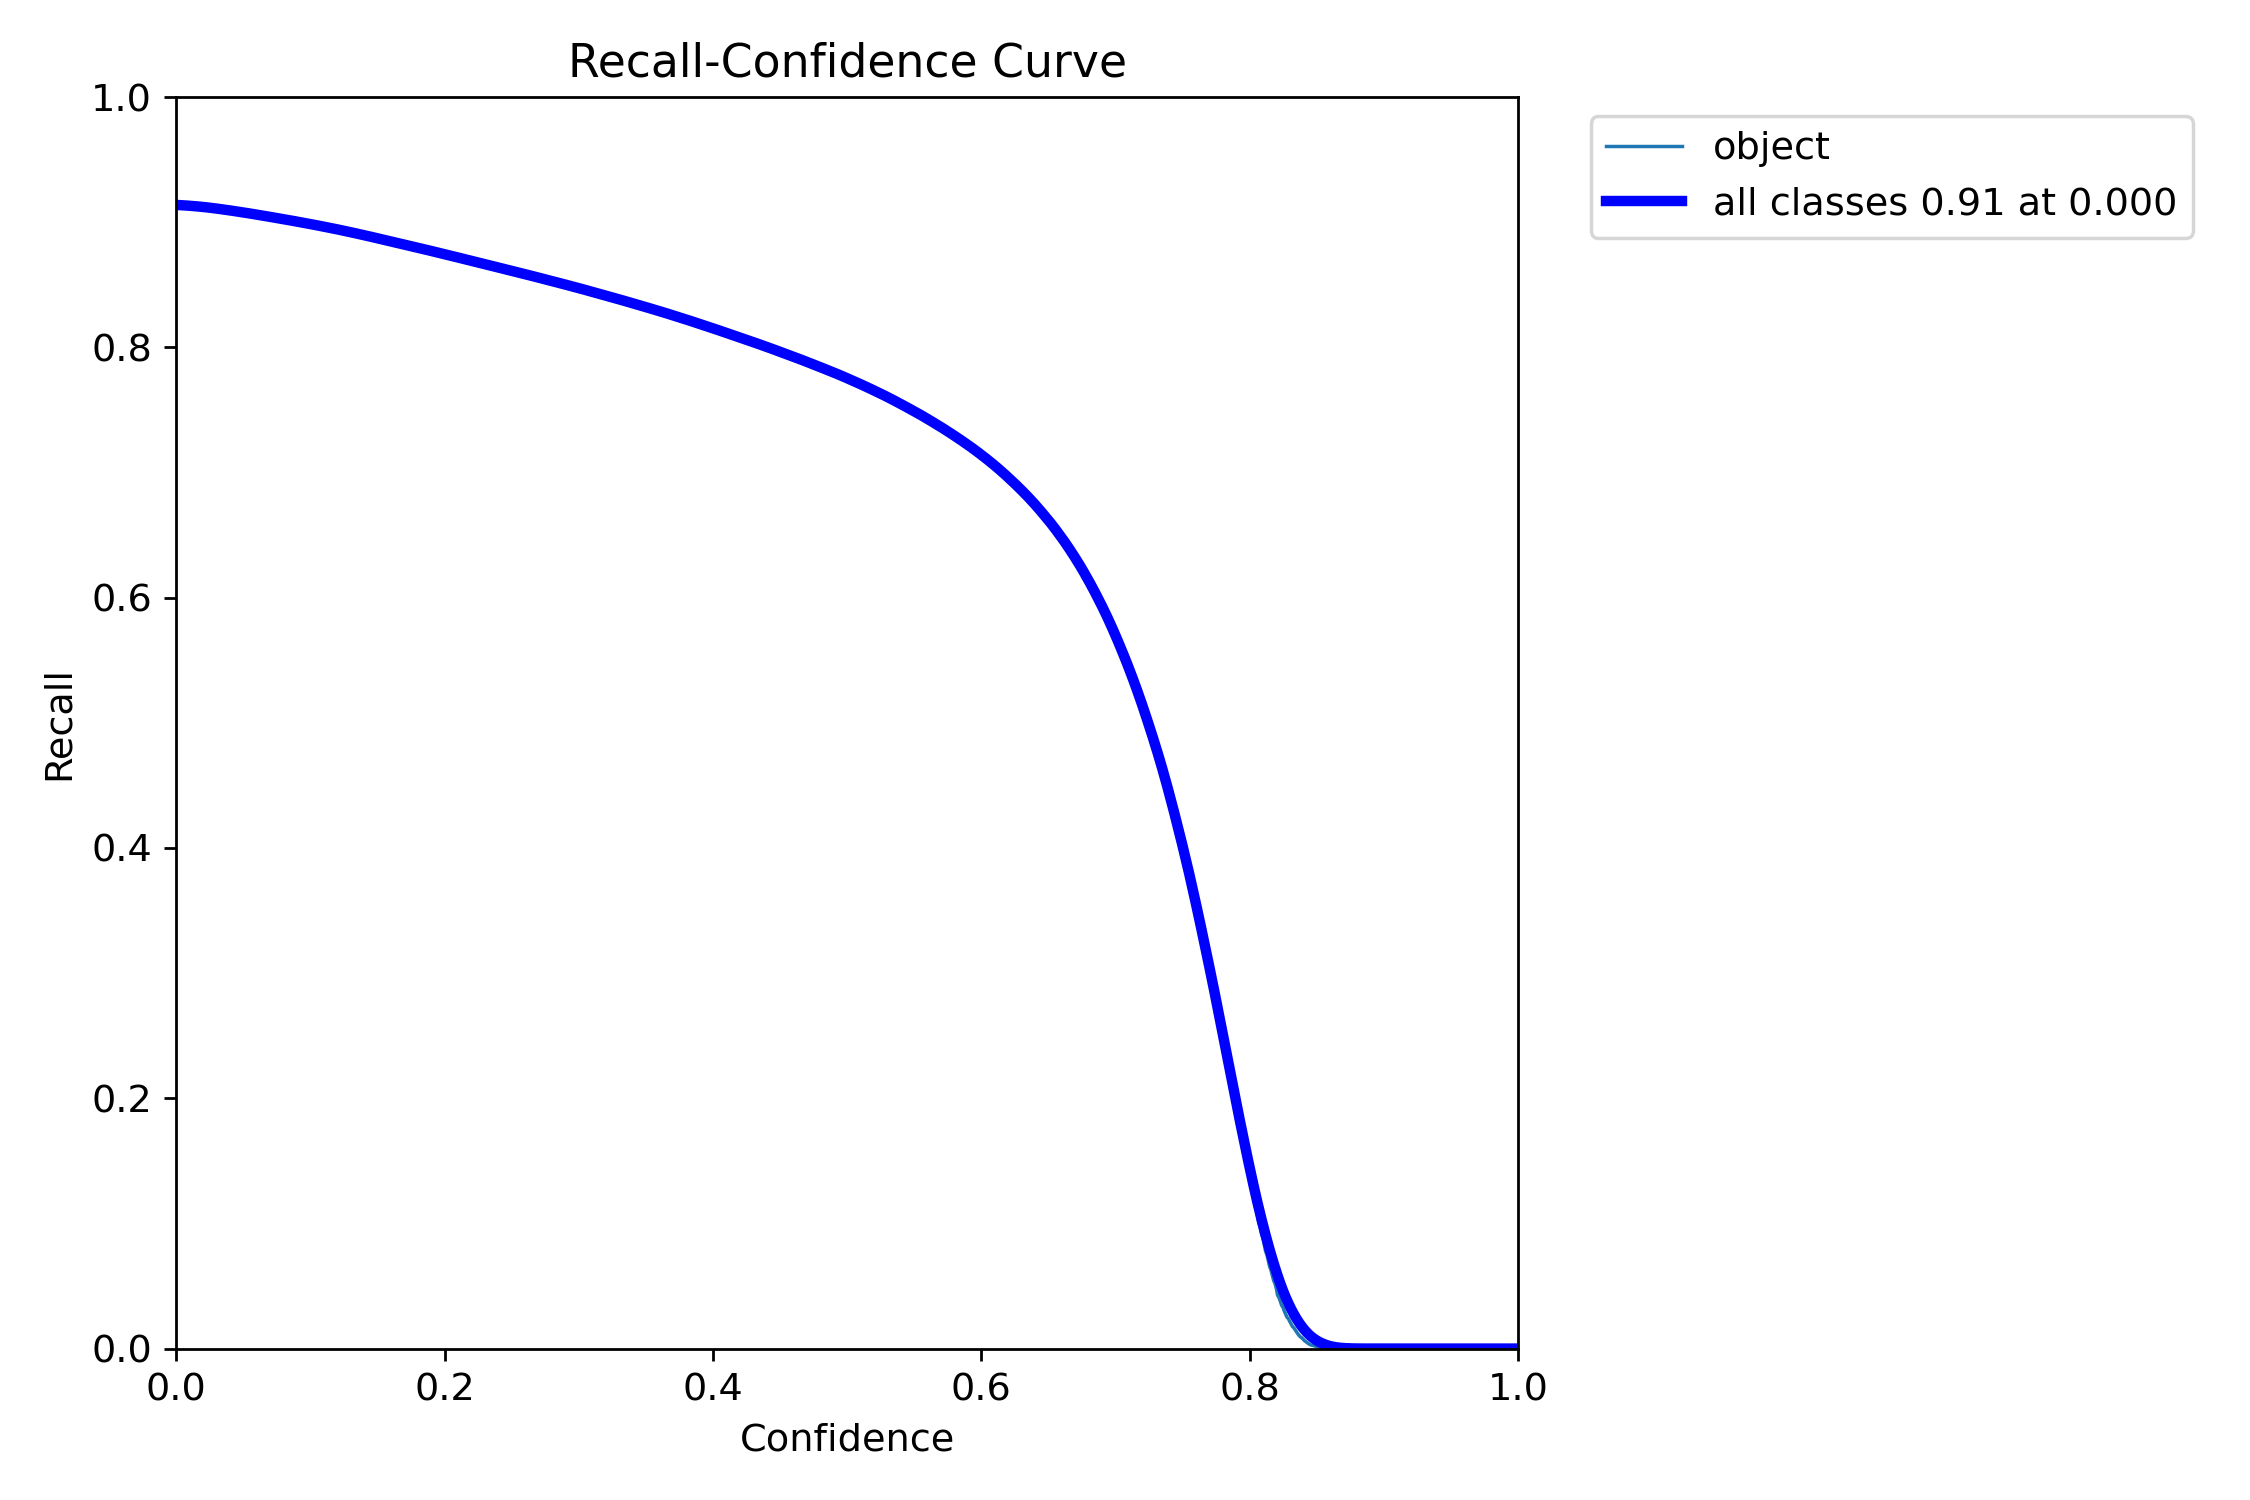 Recall-Confidence Curve
1.0
0.8
0.6
0.4
0.2
0.0
Recall
0.0 0.2 0.4 0.6 0.8 1.0
Confidence
object
all classes 0.91 at 0.000